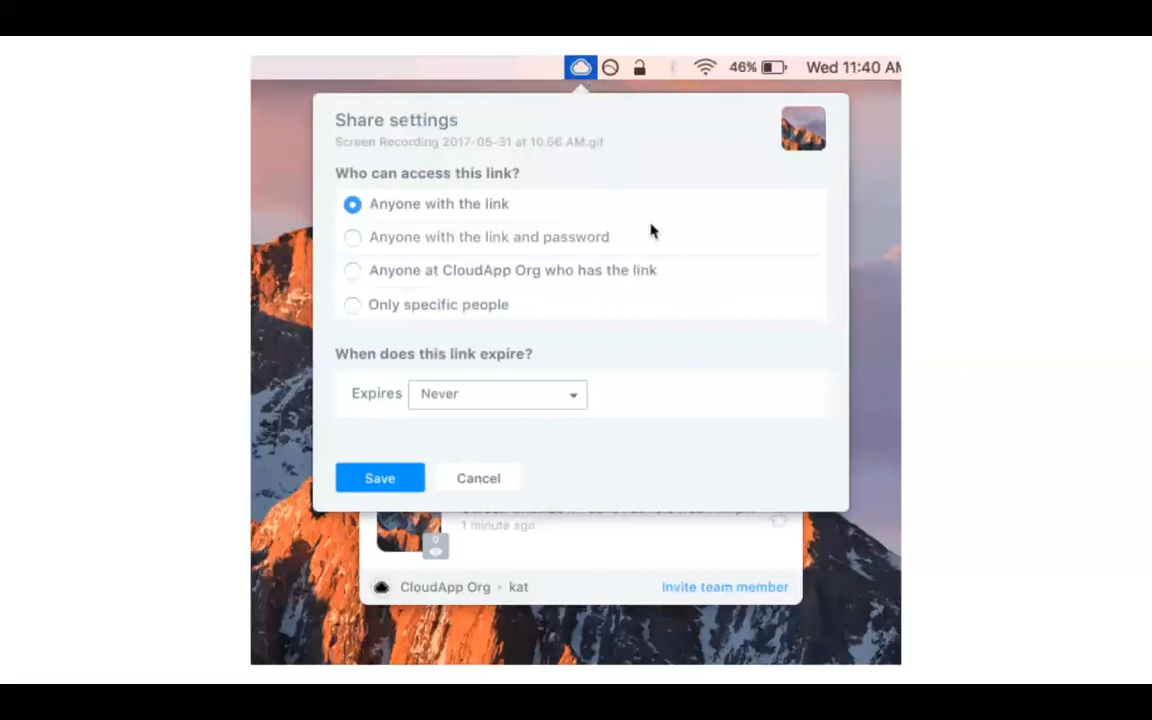 46% Wed 11:40 AM
Share settings
Screen Recording 2017-05-31 at 10.56 AM.gif
Who can access this link?
Anyone with the link
Anyone with the link and password
Anyone at CloudApp Org who has the link
Only specific people
When does this link expire?
Expires Never
Save Cancel
1 minute ago
0
CloudApp Org kat Invite team member